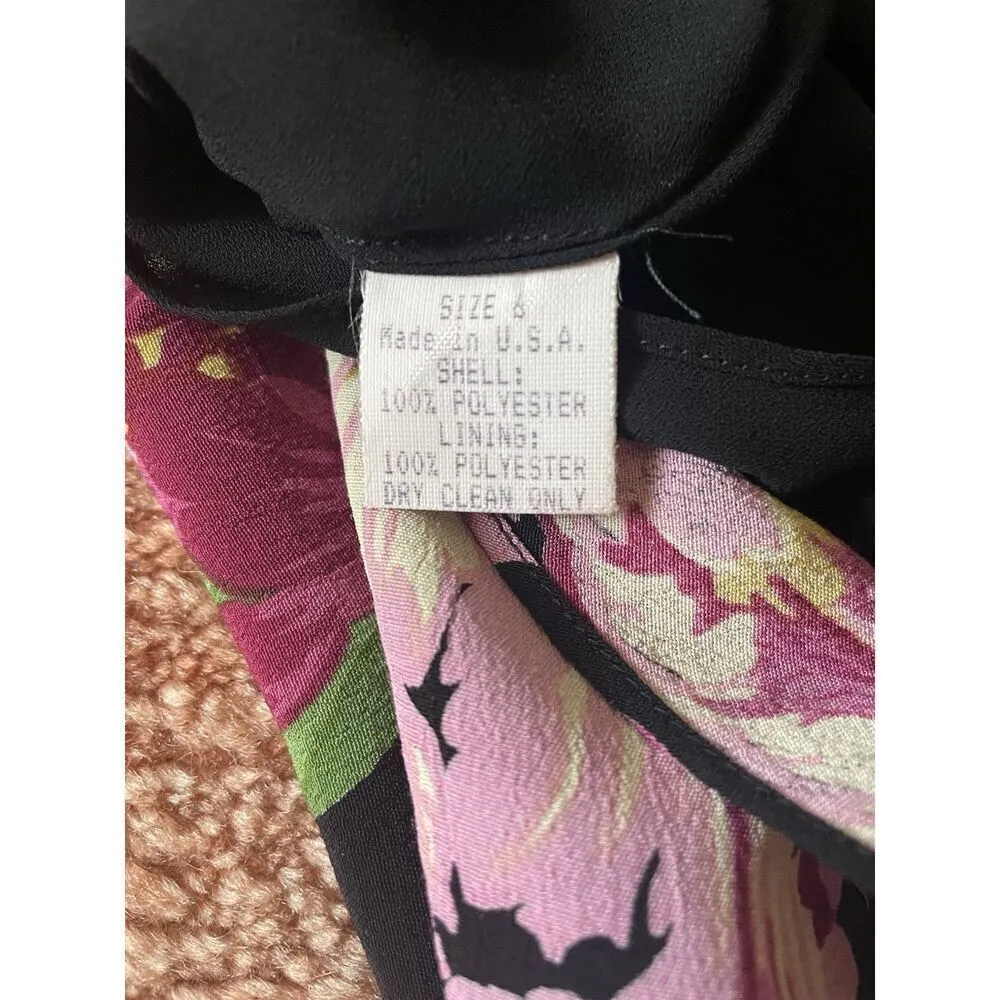 SIZE 6
Made in U.S.A.
SHELL:
100% POLYESTER
LINING:
100% POLYESTER
DRY CLEAN ONLY